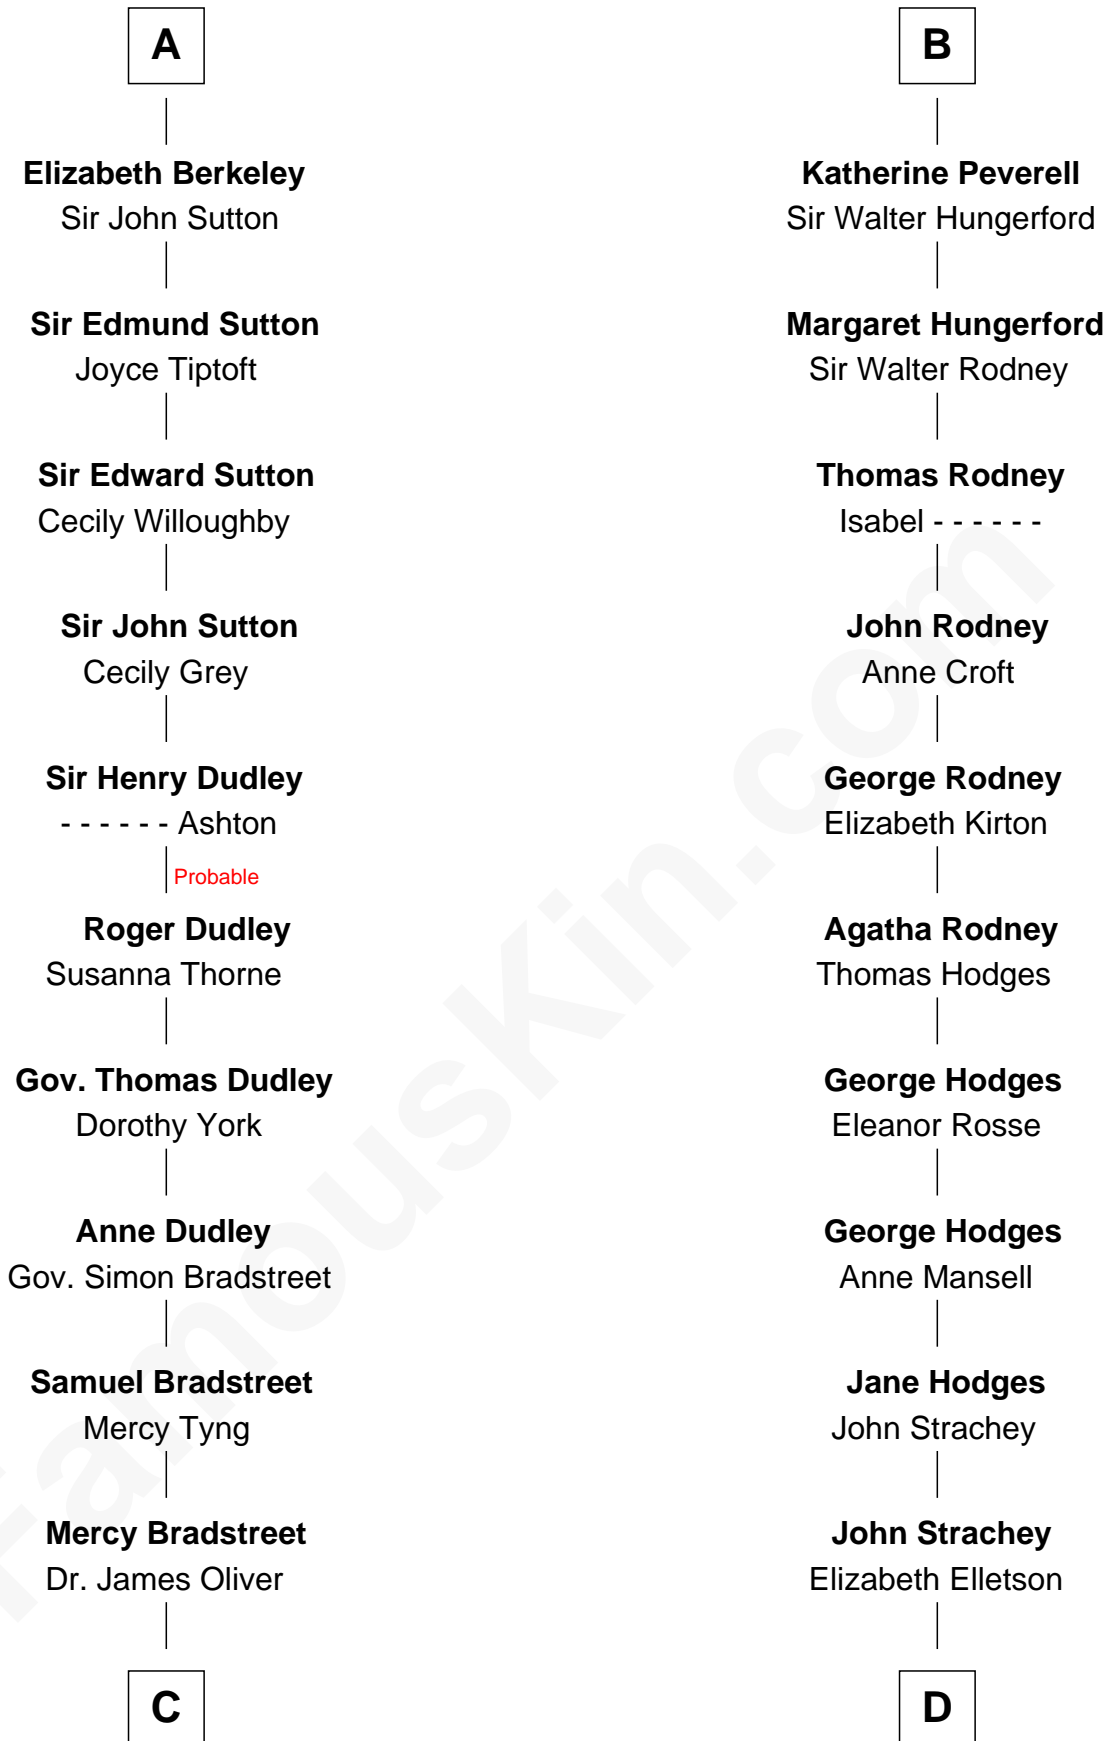 A
Elizabeth Berkeley
Sir John Sutton
Sir Edmund Sutton
Joyce Tiptoft
Sir Edward Sutton
Cecily Willoughby
Sir John Sutton
Cecily Grey
Sir Henry Dudley
- - - - - - Ashton
Probable
Roger Dudley
Susanna Thorne
Gov. Thomas Dudley
Dorothy York
Anne Dudley
Gov. Simon Bradstreet
Samuel Bradstreet
Mercy Tyng
Mercy Bradstreet
Dr. James Oliver
C
B
Katherine Peverell
Sir Walter Hungerford
Margaret Hungerford
Sir Walter Rodney
Thomas Rodney
Isabel - - - - - -
John Rodney
Anne Croft
George Rodney
Elizabeth Kirton
Agatha Rodney
Thomas Hodges
George Hodges
Eleanor Rosse
George Hodges
Anne Mansell
Jane Hodges
John Strachey
John Strachey
Elizabeth Elletson
D
FamousKin.com